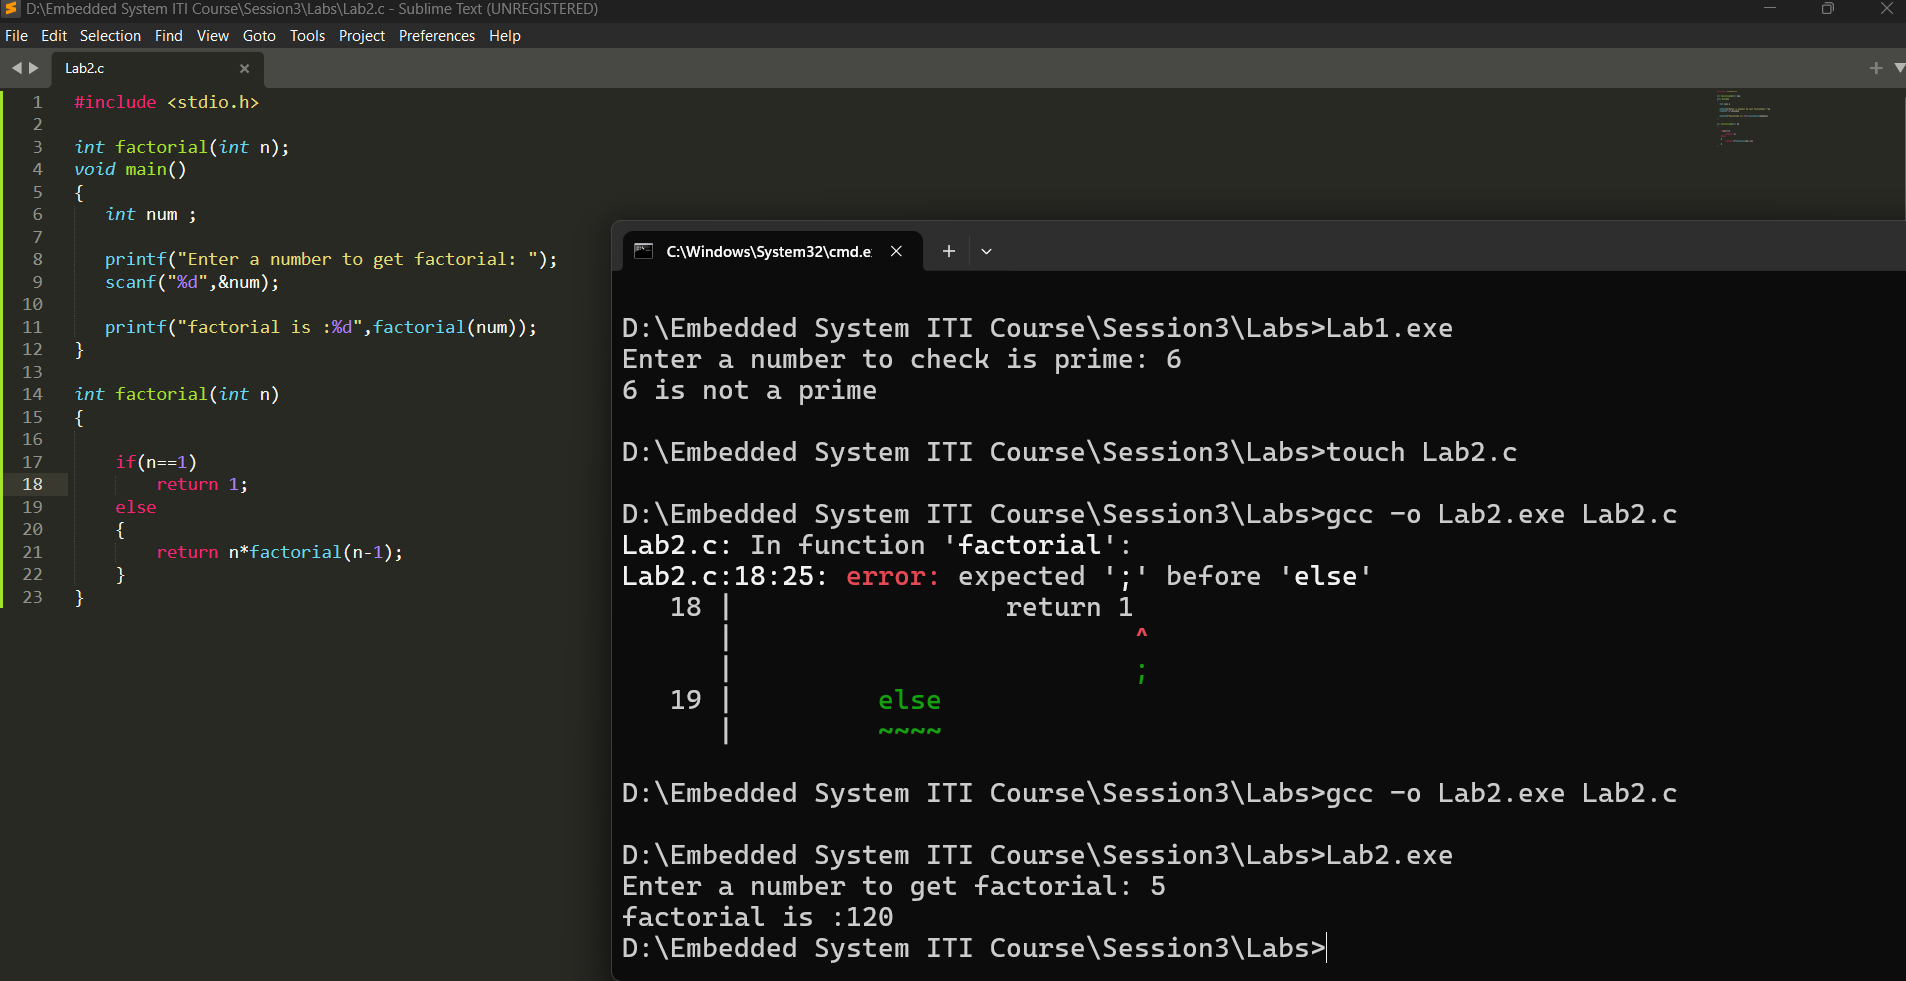 D:\Embedded System ITI Course\Session3\Labs\Lab2.c - Sublime Text (UNREGISTERED)
File Edit Selection Find View Goto Tools Project Preferences Help
Lab2.c
1 #include <stdio.h>
2
3 int factorial(int n);
4 void main()
5 {
6 int num ;
7
8 printf("Enter a number to get factorial: ");
9 scanf("%d",&num);
10
11 printf("factorial is :%d",factorial(num));
12 }
13
14 int factorial(int n)
15 {
16
17 if(n==1)
18 return 1;
19 else
20 {
21 return n*factorial(n-1);
22 }
23 }
C:\Windows\System32\cmd.e
D:\Embedded System ITI Course\Session3\Labs>Lab1.exe
Enter a number to check is prime: 6
6 is not a prime
D:\Embedded System ITI Course\Session3\Labs>touch Lab2.c
D:\Embedded System ITI Course\Session3\Labs>gcc -o Lab2.exe Lab2.c
Lab2.c: In function 'factorial':
Lab2.c:18:25: error: expected ';' before 'else'
18 | return 1
| ^
| ;
19 | else
| ~~~~
D:\Embedded System ITI Course\Session3\Labs>gcc -o Lab2.exe Lab2.c
D:\Embedded System ITI Course\Session3\Labs>Lab2.exe
Enter a number to get factorial: 5
factorial is :120
D:\Embedded System ITI Course\Session3\Labs>